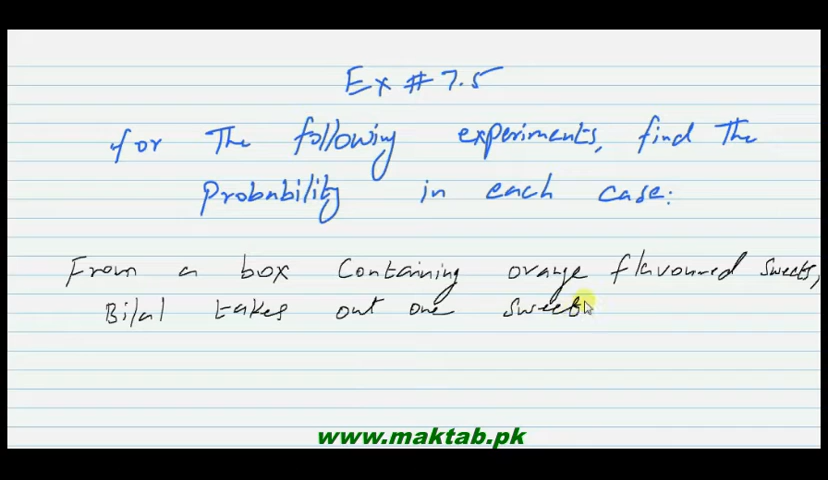 Ex # 7.5
for The following experiments, find The
Probability in each case:
From a box Containing orange flavoured sweets,
Bilal takes out one sweets
www.maktab.pk